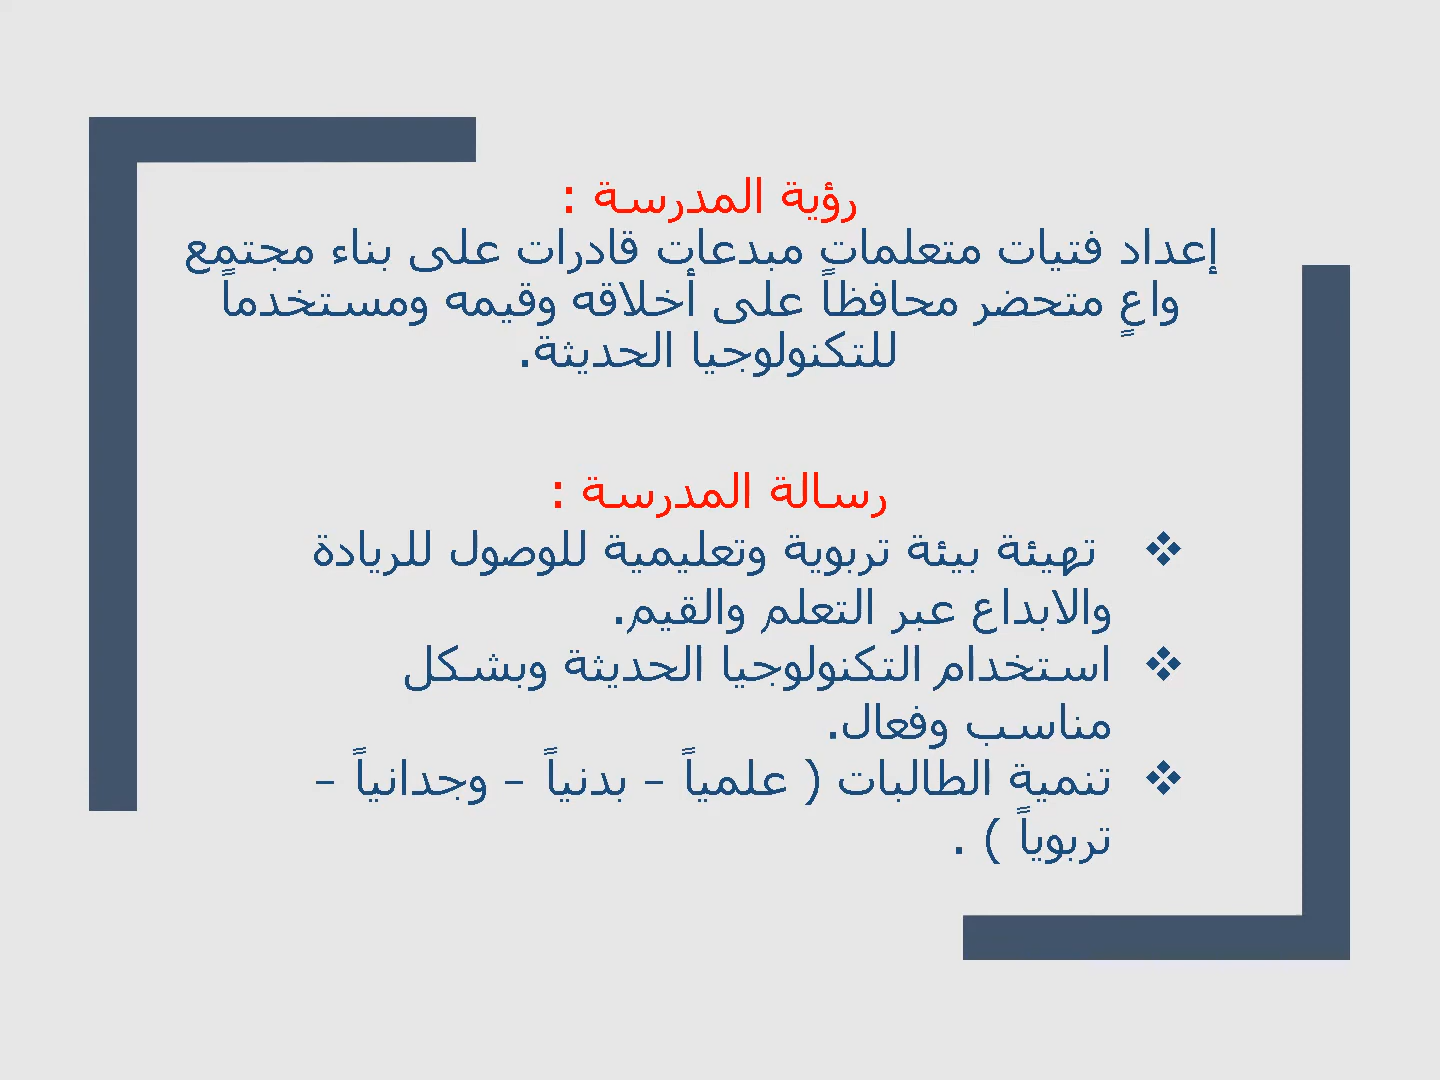 رؤية المدرسة :
إعداد فتيات متعلمات مبدعات قادرات على بناء مجتمع
واعٍ متحضر محافظاً على أخلاقه وقيمه ومستخدماً
للتكنولوجيا الحديثة.
رسالة المدرسة :
❖ تهيئة بيئة تربوية وتعليمية للوصول للريادة
والابداع عبر التعلم والقيم.
❖ استخدام التكنولوجيا الحديثة وبشكل
مناسب وفعال.
❖ تنمية الطالبات ( علمياً – بدنياً – وجدانياً –
تربوياً ) .